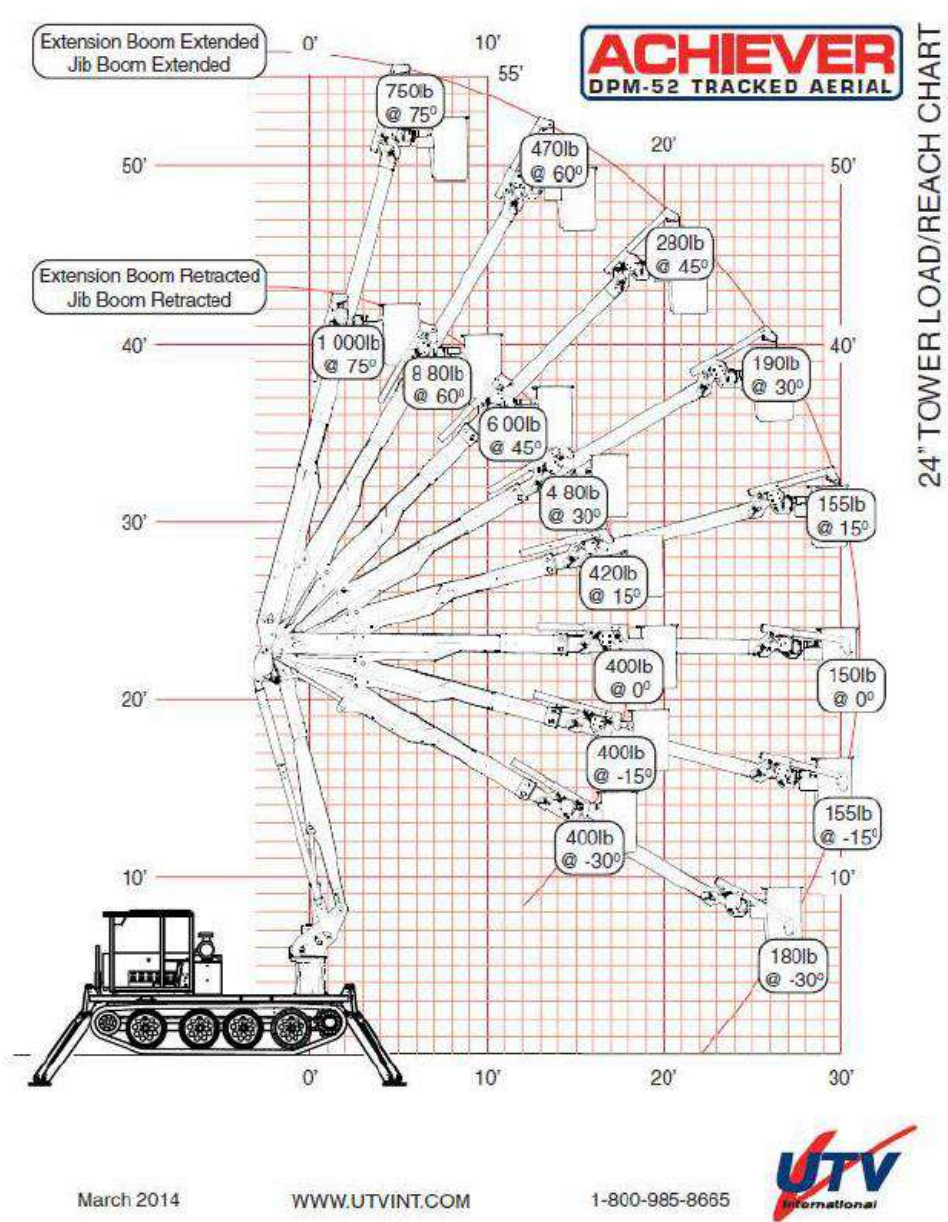 Extension Boom Extended
Jib Boom Extended
0'
10'
55'
ACHIEVER
DPM-52 TRACKED AERIAL
24" TOWER LOAD/REACH CHART
750lb
@ 75⁰
470lb
@ 60⁰
20'
50'
50'
280lb
@ 45⁰
Extension Boom Retracted
Jib Boom Retracted
1 000lb
@ 75⁰
40'
40'
8 80lb
@ 60⁰
190lb
@ 30⁰
6 00lb
@ 45⁰
4 80lb
@ 30⁰
30'
155lb
@ 15⁰
420lb
@ 15⁰
400lb
@ 0⁰
150lb
@ 0⁰
20'
400lb
@ -15⁰
155lb
@ -15⁰
400lb
@ -30⁰
10'
10'
180lb
@ -30⁰
0'
10'
20'
30'
March 2014
WWW.UTVINT.COM
1-800-985-8665
UTV
International